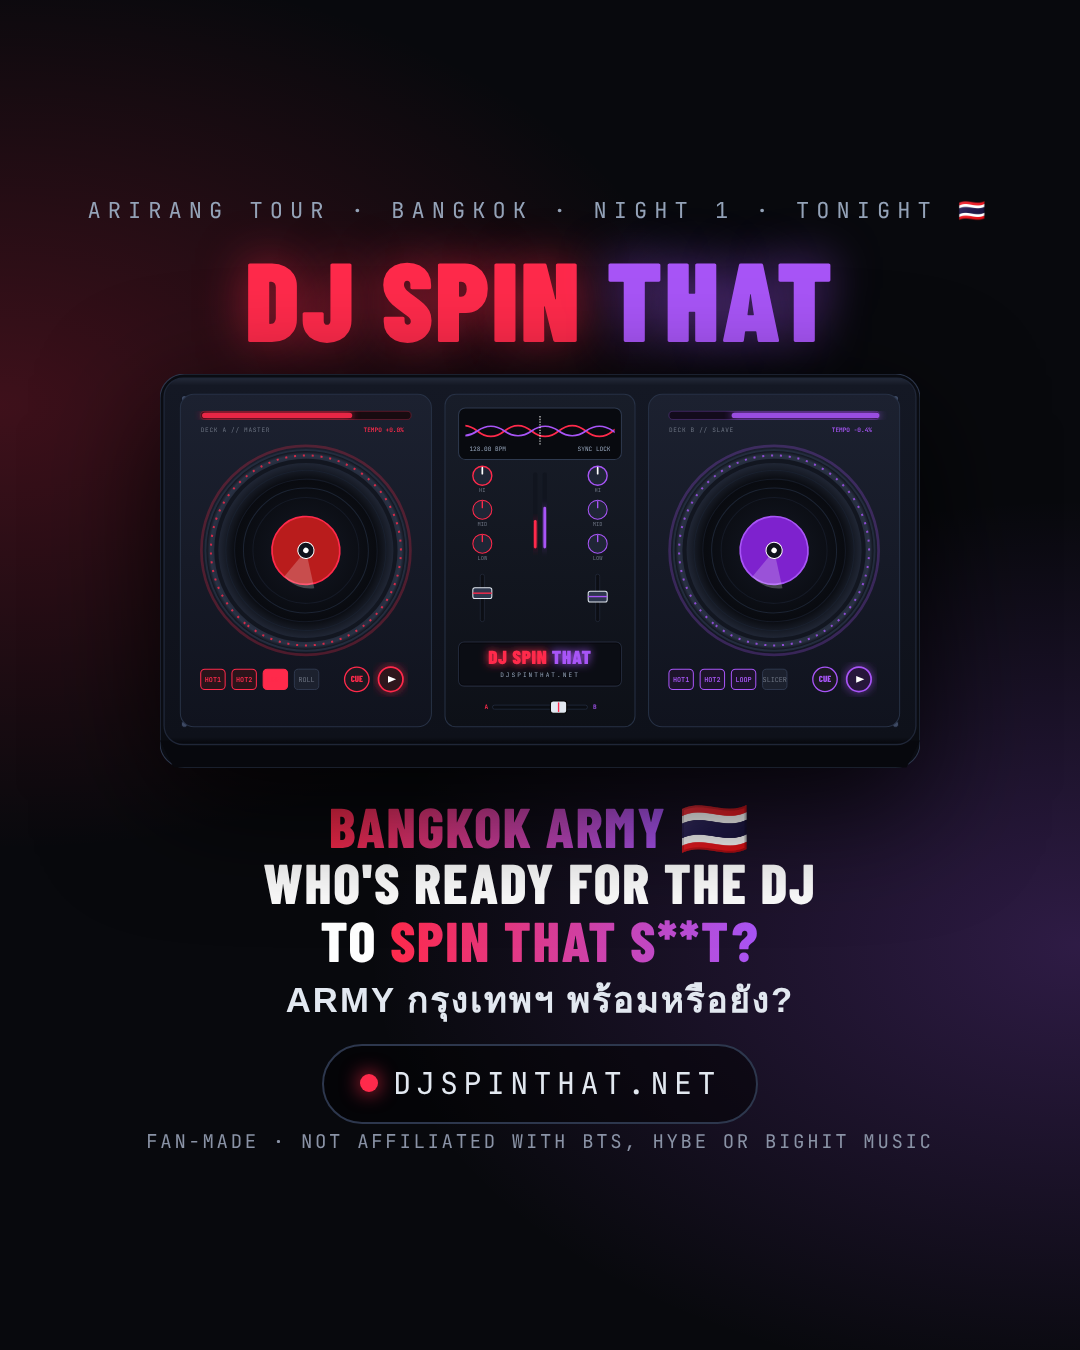 ARIRANG TOUR · BANGKOK · NIGHT 1 · TONIGHT 🇹🇭
DJ SPIN THAT
DECK A // MASTER TEMPO +0.0%
128.00 BPM SYNC LOCK
DECK B // SLAVE TEMPO -0.4%
HI HI
MID MID
LOW LOW
HOT1 HOT2 ROLL CUE
DJ SPIN THAT
DJSPINTHAT.NET
A B
HOT1 HOT2 LOOP SLICER CUE
BANGKOK ARMY 🇹🇭
WHO'S READY FOR THE DJ
TO SPIN THAT S**T?
ARMY กรุงเทพฯ พร้อมหรือยัง?
DJSPINTHAT.NET
FAN-MADE · NOT AFFILIATED WITH BTS, HYBE OR BIGHIT MUSIC